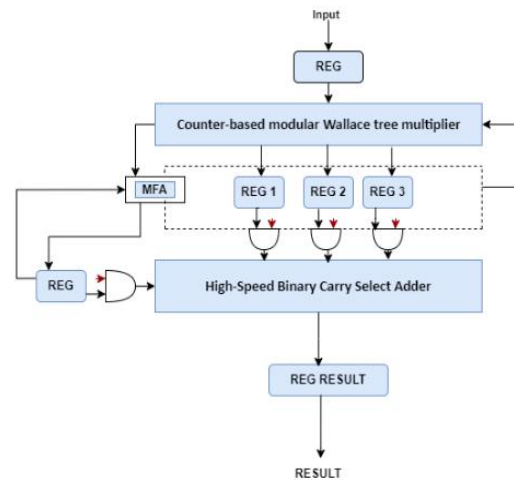 Input
REG
Counter-based modular Wallace tree multiplier
MFA
REG 1
REG 2
REG 3
REG
High-Speed Binary Carry Select Adder
REG RESULT
RESULT